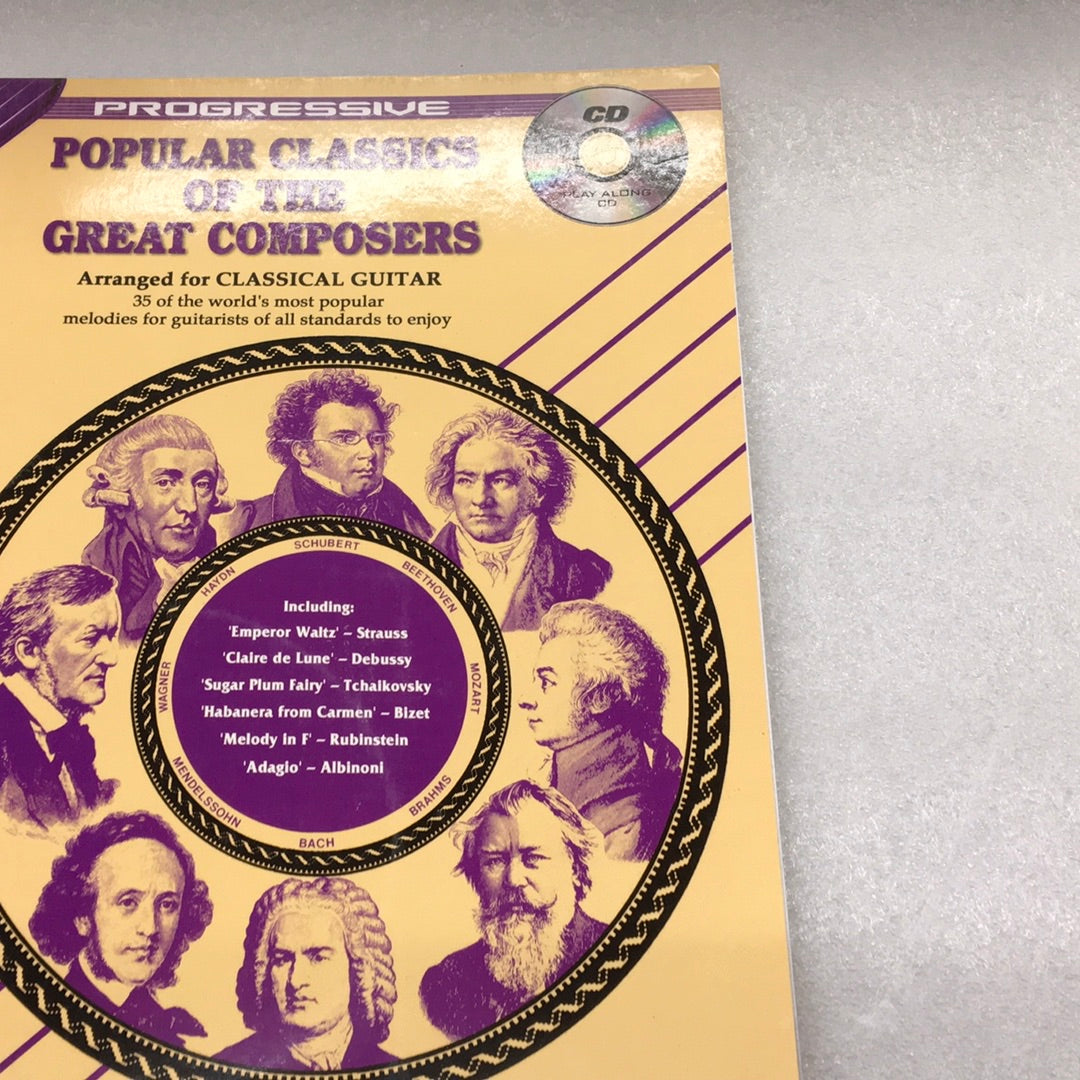 PROGRESSIVE
POPULAR CLASSICS
OF THE
GREAT COMPOSERS
Arranged for CLASSICAL GUITAR
35 of the world's most popular
melodies for guitarists of all standards to enjoy
CD
PLAY ALONG
CD
SCHUBERT
HAYDN
BEETHOVEN
WAGNER
MOZART
MENDELSSOHN
BRAHMS
BACH
Including:
'Emperor Waltz' – Strauss
'Claire de Lune' – Debussy
'Sugar Plum Fairy' – Tchaikovsky
'Habanera from Carmen' – Bizet
'Melody in F' – Rubinstein
'Adagio' – Albinoni